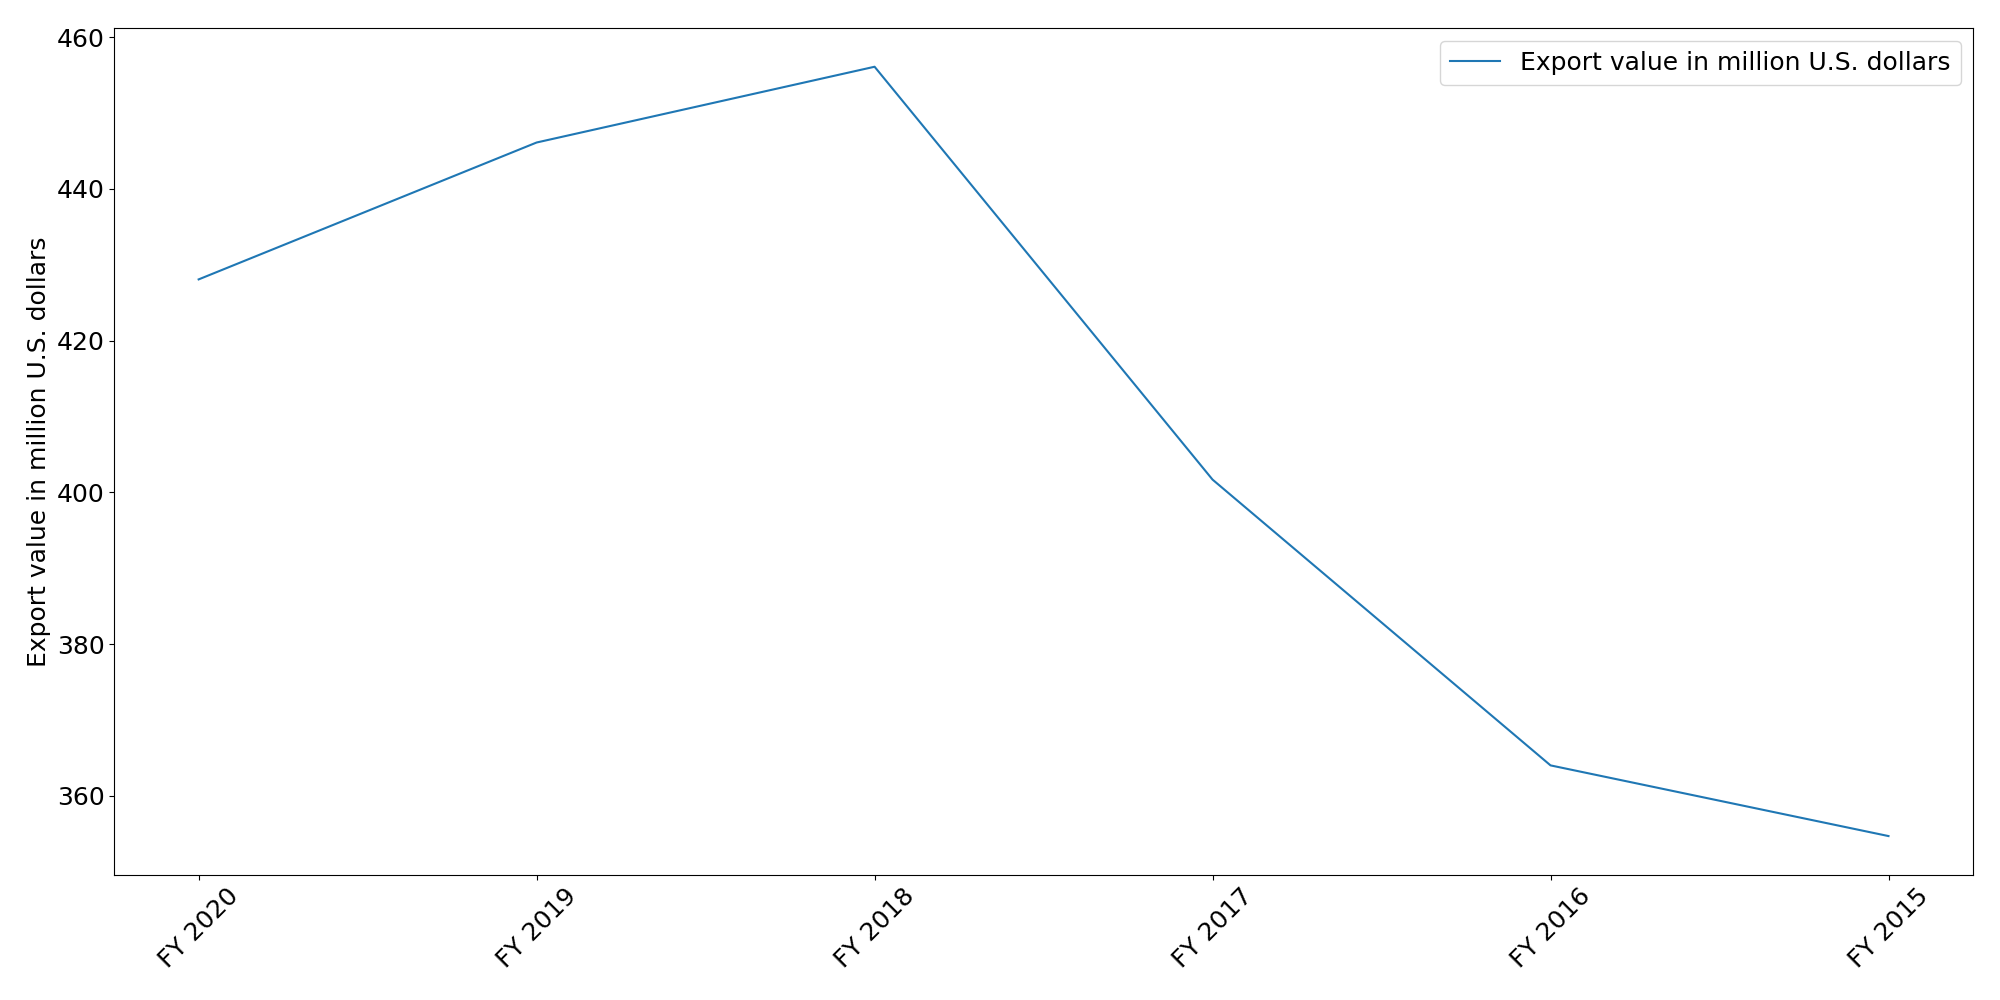 Export value in million U.S. dollars
Export value in million U.S. dollars
460
440
420
400
380
360
FY 2020
FY 2019
FY 2018
FY 2017
FY 2016
FY 2015